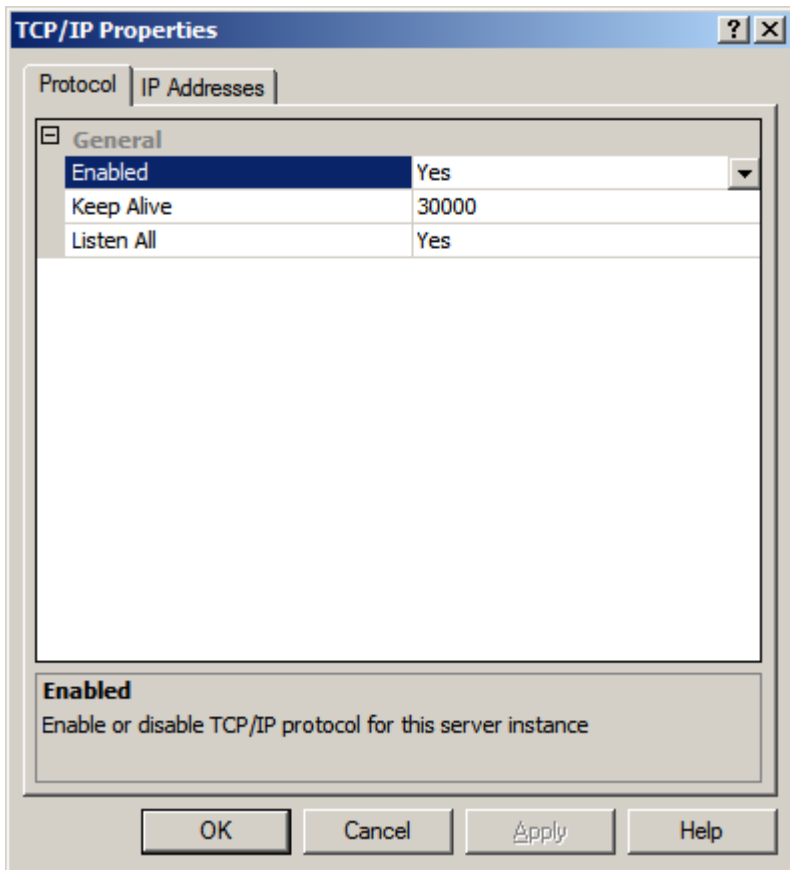 TCP/IP Properties
Protocol IP Addresses
General
Enabled Yes
Keep Alive 30000
Listen All Yes
Enabled
Enable or disable TCP/IP protocol for this server instance
OK Cancel Apply Help